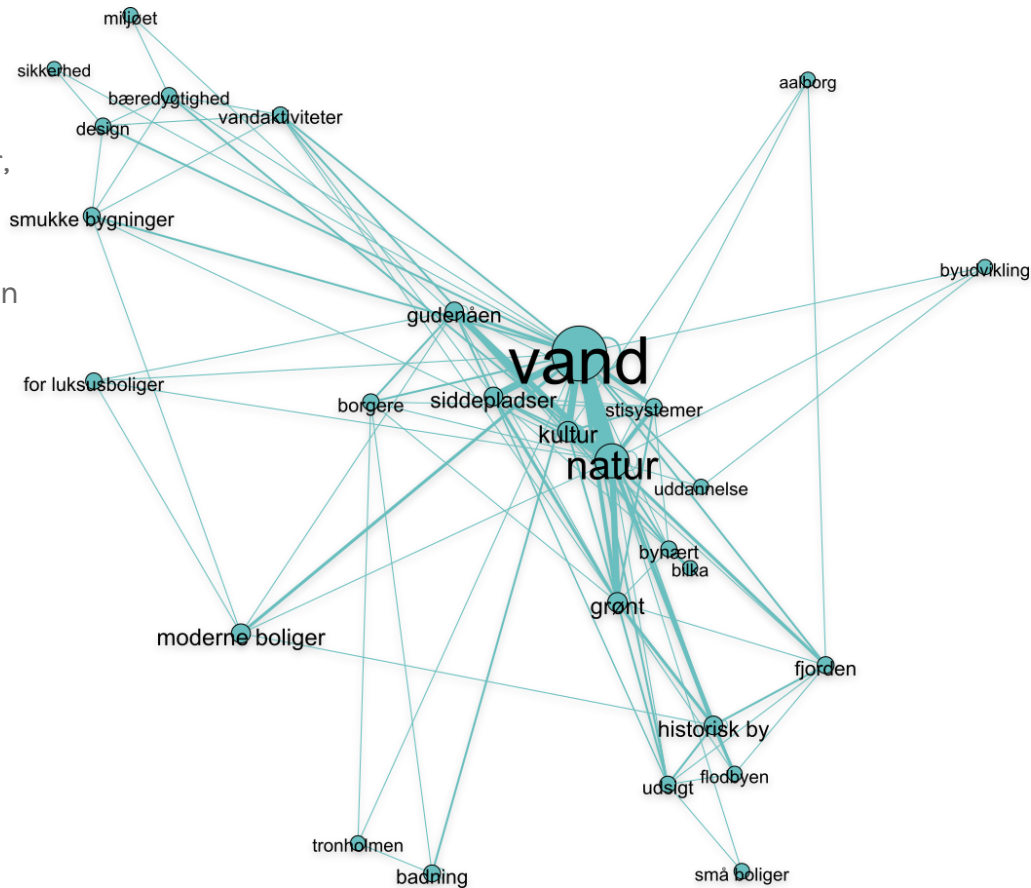 miljøet
sikkerhed
aalborg
bæredygtighed
vandaktiviteter
design
smukke bygninger
byudvikling
n
gudenåen
vand
for luksusboliger
siddepladser
borgere
stisystemer
kultur
natur
uddannelse
bynært
bilka
grønt
moderne boliger
fjorden
historisk by
flodbyen
udsigt
tronholmen
badning
små boliger